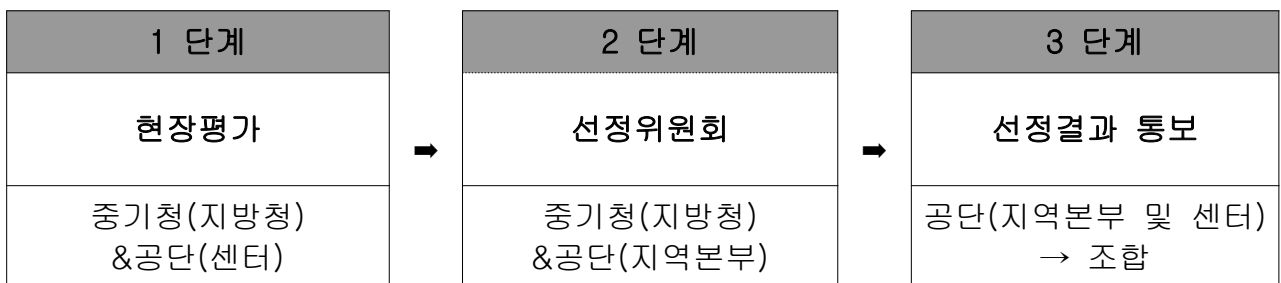 1 단계
현장평가
중기청(지방청)
&공단(센터)
➡
2 단계
선정위원회
중기청(지방청)
&공단(지역본부)
➡
3 단계
선정결과 통보
공단(지역본부 및 센터)
→ 조합